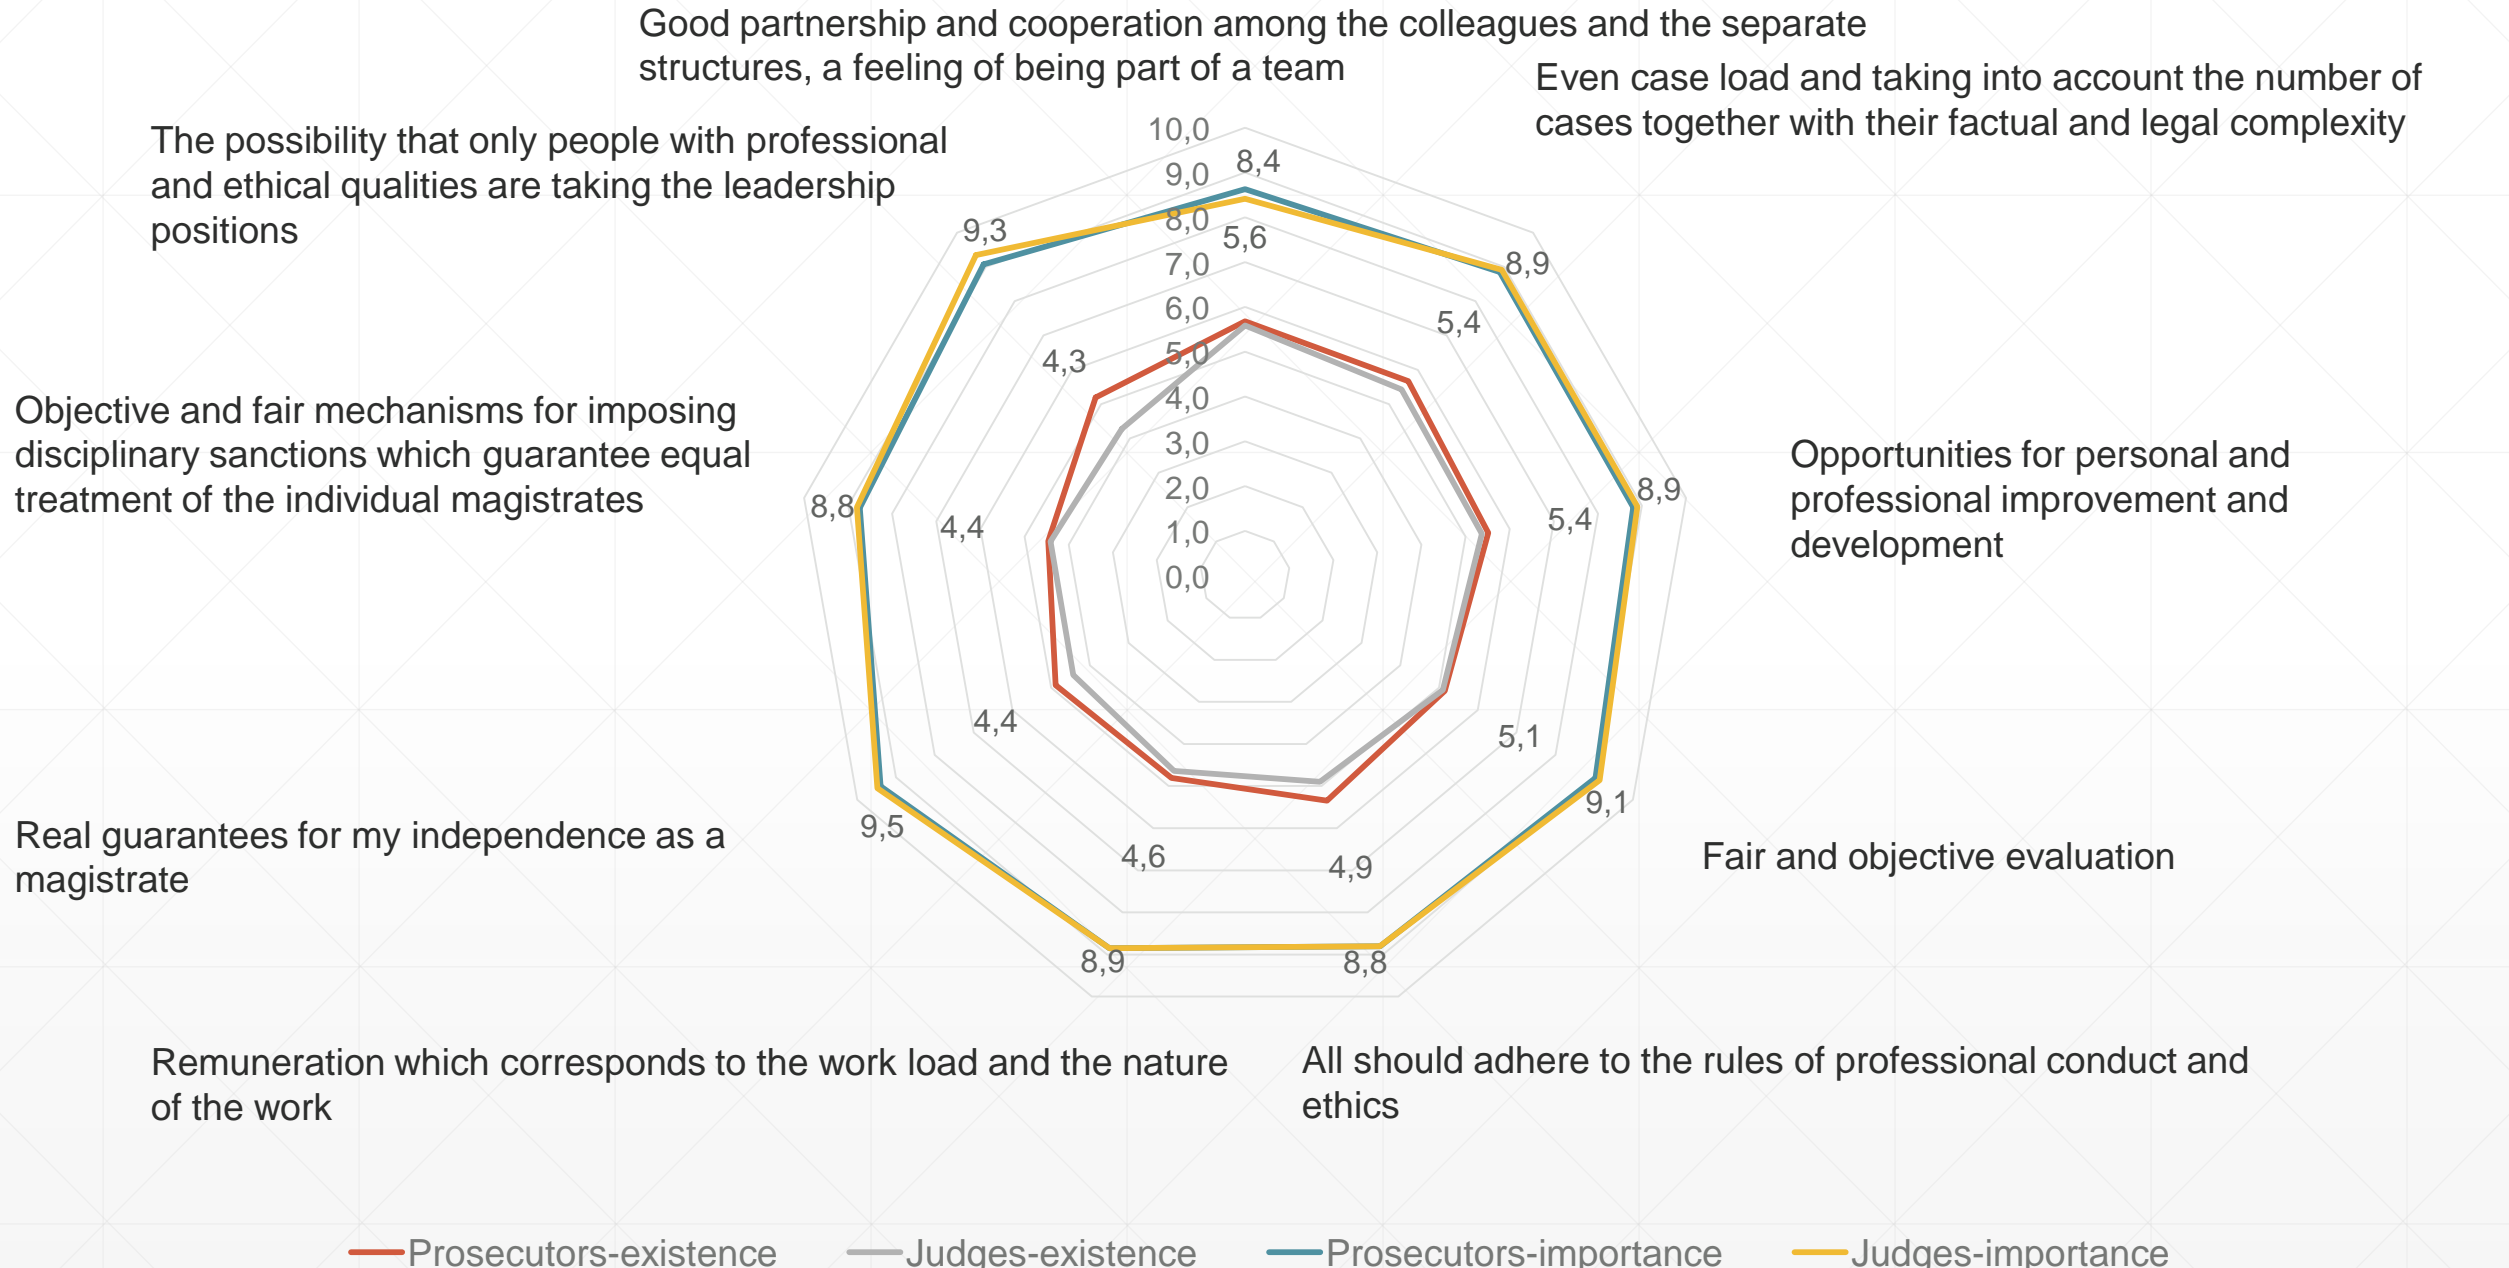 Good partnership and cooperation among the colleagues and the separate
structures, a feeling of being part of a team
Even case load and taking into account the number of
cases together with their factual and legal complexity
The possibility that only people with professional
and ethical qualities are taking the leadership
positions
10,0
9,0
8,0
7,0
6,0
5,0
4,0
3,0
2,0
1,0
0,0
8,4
5,6
9,3
8,9
5,4
4,3
Objective and fair mechanisms for imposing
disciplinary sanctions which guarantee equal
treatment of the individual magistrates
8,8
4,4
5,4
8,9
Opportunities for personal and
professional improvement and
development
4,4
5,1
9,5
9,1
Real guarantees for my independence as a
magistrate
4,6
4,9
Fair and objective evaluation
8,9
8,8
Remuneration which corresponds to the work load and the nature
of the work
All should adhere to the rules of professional conduct and
ethics
Prosecutors-existence
Judges-existence
Prosecutors-importance
Judges-importance